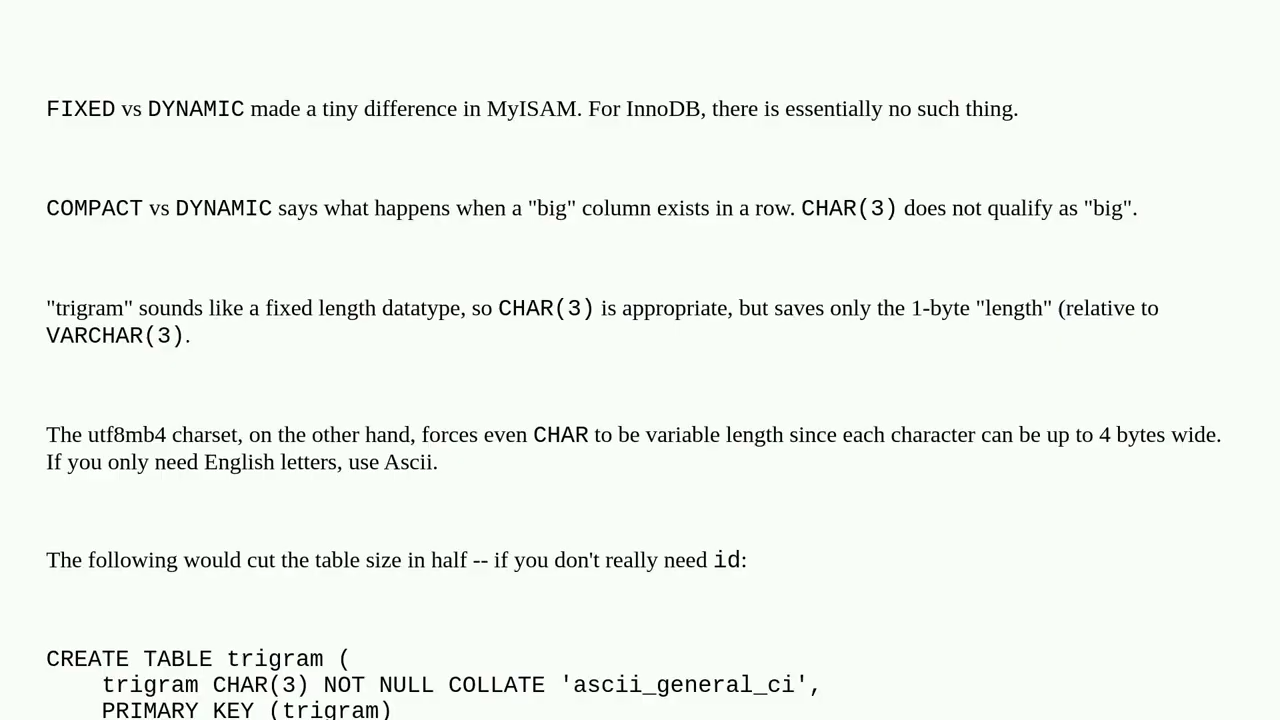 FIXED vs DYNAMIC made a tiny difference in MyISAM. For InnoDB, there is essentially no such thing.
COMPACT vs DYNAMIC says what happens when a "big" column exists in a row. CHAR(3) does not qualify as "big".
"trigram" sounds like a fixed length datatype, so CHAR(3) is appropriate, but saves only the 1-byte "length" (relative to
VARCHAR(3).
The utf8mb4 charset, on the other hand, forces even CHAR to be variable length since each character can be up to 4 bytes wide.
If you only need English letters, use Ascii.
The following would cut the table size in half -- if you don't really need id:
CREATE TABLE trigram (
    trigram CHAR(3) NOT NULL COLLATE 'ascii_general_ci',
    PRIMARY KEY (trigram)